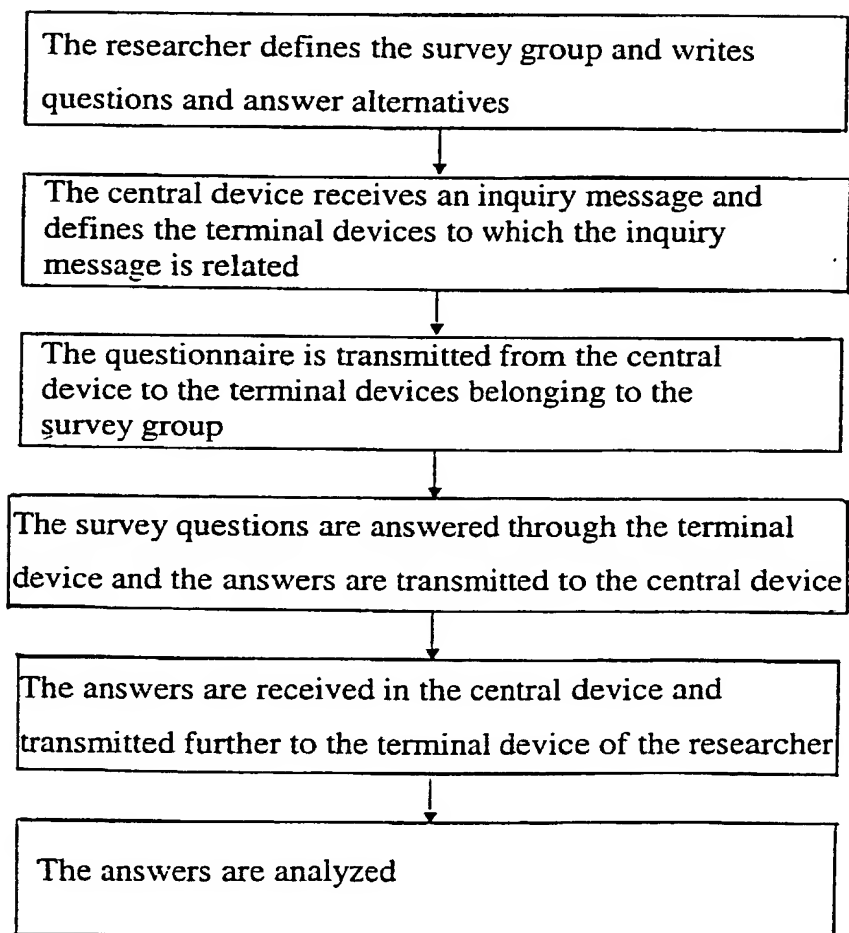 The researcher defines the survey group and writes
questions and answer alternatives
The central device receives an inquiry message and
defines the terminal devices to which the inquiry
message is related
The questionnaire is transmitted from the central
device to the terminal devices belonging to the
survey group
The survey questions are answered through the terminal
device and the answers are transmitted to the central device
The answers are received in the central device and
transmitted further to the terminal device of the researcher
The answers are analyzed